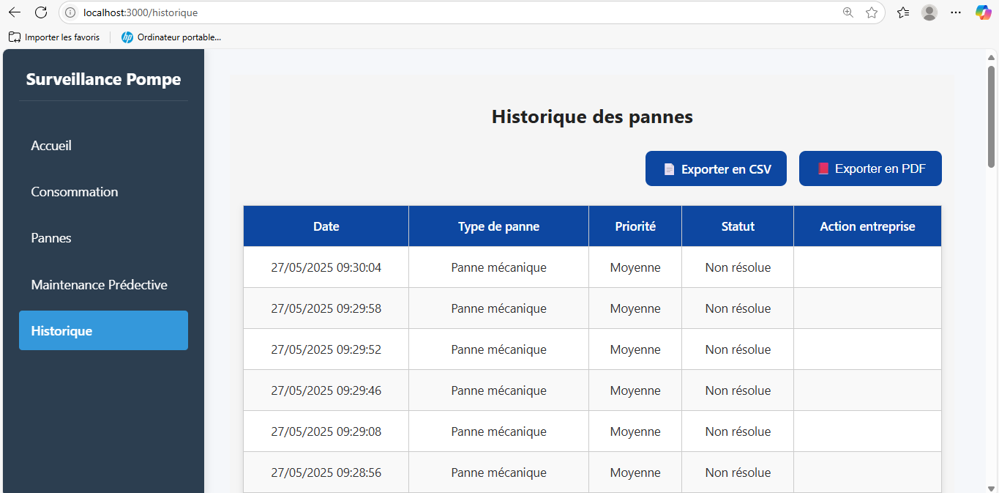 localhost:3000/historique
Importer les favoris
hp Ordinateur portable...
Surveillance Pompe
Accueil
Consommation
Pannes
Maintenance Prédective
Historique
Historique des pannes
Exporter en CSV
Exporter en PDF
Date Type de panne Priorité Statut Action entreprise
27/05/2025 09:30:04 Panne mécanique Moyenne Non résolue
27/05/2025 09:29:58 Panne mécanique Moyenne Non résolue
27/05/2025 09:29:52 Panne mécanique Moyenne Non résolue
27/05/2025 09:29:46 Panne mécanique Moyenne Non résolue
27/05/2025 09:29:08 Panne mécanique Moyenne Non résolue
27/05/2025 09:28:56 Panne mécanique Moyenne Non résolue